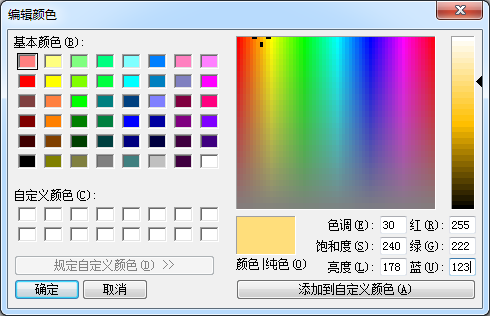 编辑颜色
基本颜色(B):
自定义颜色(C):
规定自定义颜色(D) >>
确定 取消
颜色|纯色(O)
色调(E): 30 红(R): 255
饱和度(S): 240 绿(G): 222
亮度(L): 178 蓝(U): 123
添加到自定义颜色(A)